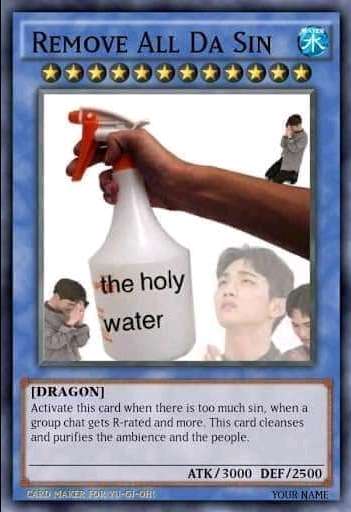 REMOVE ALL DA SIN
WATER
水
the holy
water
[DRAGON]
Activate this card when there is too much sin, when a
group chat gets R-rated and more. This card cleanses
and purifies the ambience and the people.
ATK/3000 DEF/2500
CARD MAKER FOR YU-GI-OH! YOUR NAME